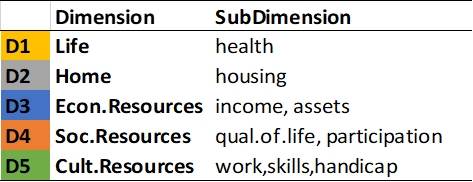 Dimension SubDimension
D1 Life health
D2 Home housing
D3 Econ.Resources income, assets
D4 Soc.Resources qual.of.life, participation
D5 Cult.Resources work,skills,handicap